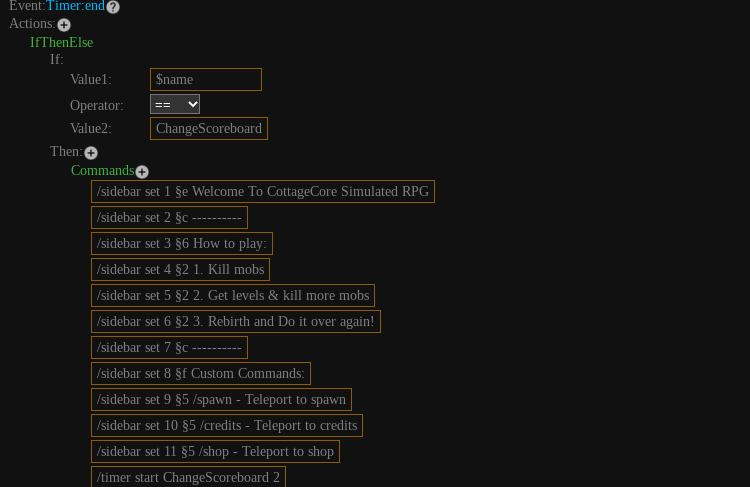 Event:Timer:end?
Actions:+
IfThenElse
If:
Value1: $name
Operator: ==
Value2: ChangeScoreboard
Then:+
Commands+
/sidebar set 1 §e Welcome To CottageCore Simulated RPG
/sidebar set 2 §c ----------
/sidebar set 3 §6 How to play:
/sidebar set 4 §2 1. Kill mobs
/sidebar set 5 §2 2. Get levels & kill more mobs
/sidebar set 6 §2 3. Rebirth and Do it over again!
/sidebar set 7 §c ----------
/sidebar set 8 §f Custom Commands:
/sidebar set 9 §5 /spawn - Teleport to spawn
/sidebar set 10 §5 /credits - Teleport to credits
/sidebar set 11 §5 /shop - Teleport to shop
/timer start ChangeScoreboard 2